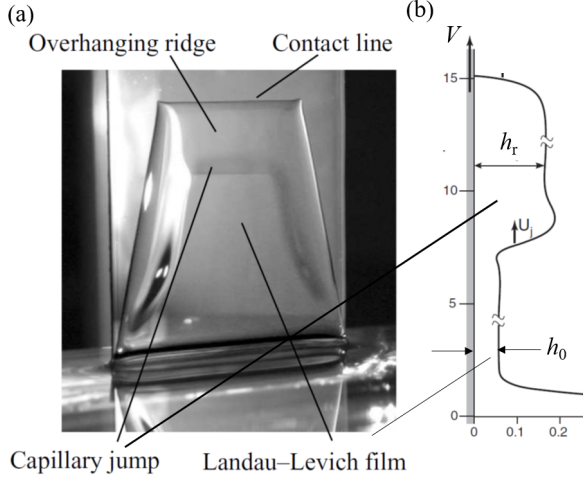 (a)
(b)
Overhanging ridge
Contact line
V
15
10
5
0
h_r
U_j
h_0
0
0.1
0.2
Capillary jump
Landau–Levich film